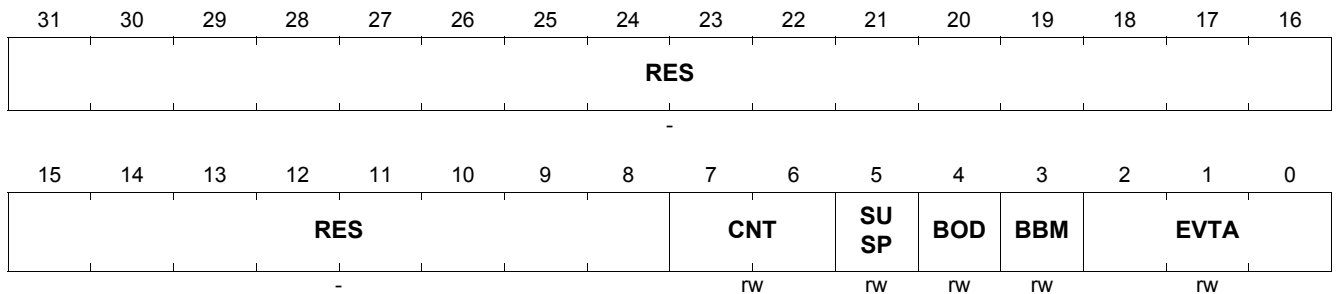 31 30 29 28 27 26 25 24 23 22 21 20 19 18 17 16
RES
-
15 14 13 12 11 10 9 8 7 6 5 4 3 2 1 0
RES CNT SU SP BOD BBM EVTA
- rw rw rw rw rw